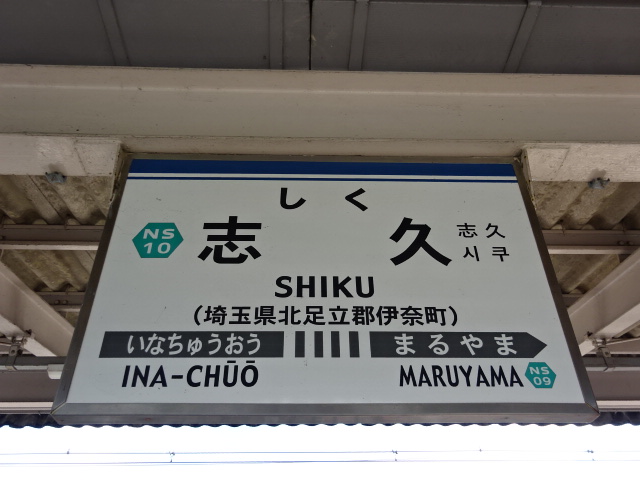 しく
NS
10
志久
志久
시쿠
SHIKU
(埼玉県北足立郡伊奈町)
いなちゅうおう
まるやま
INA-CHŪŌ
MARUYAMA
NS
09